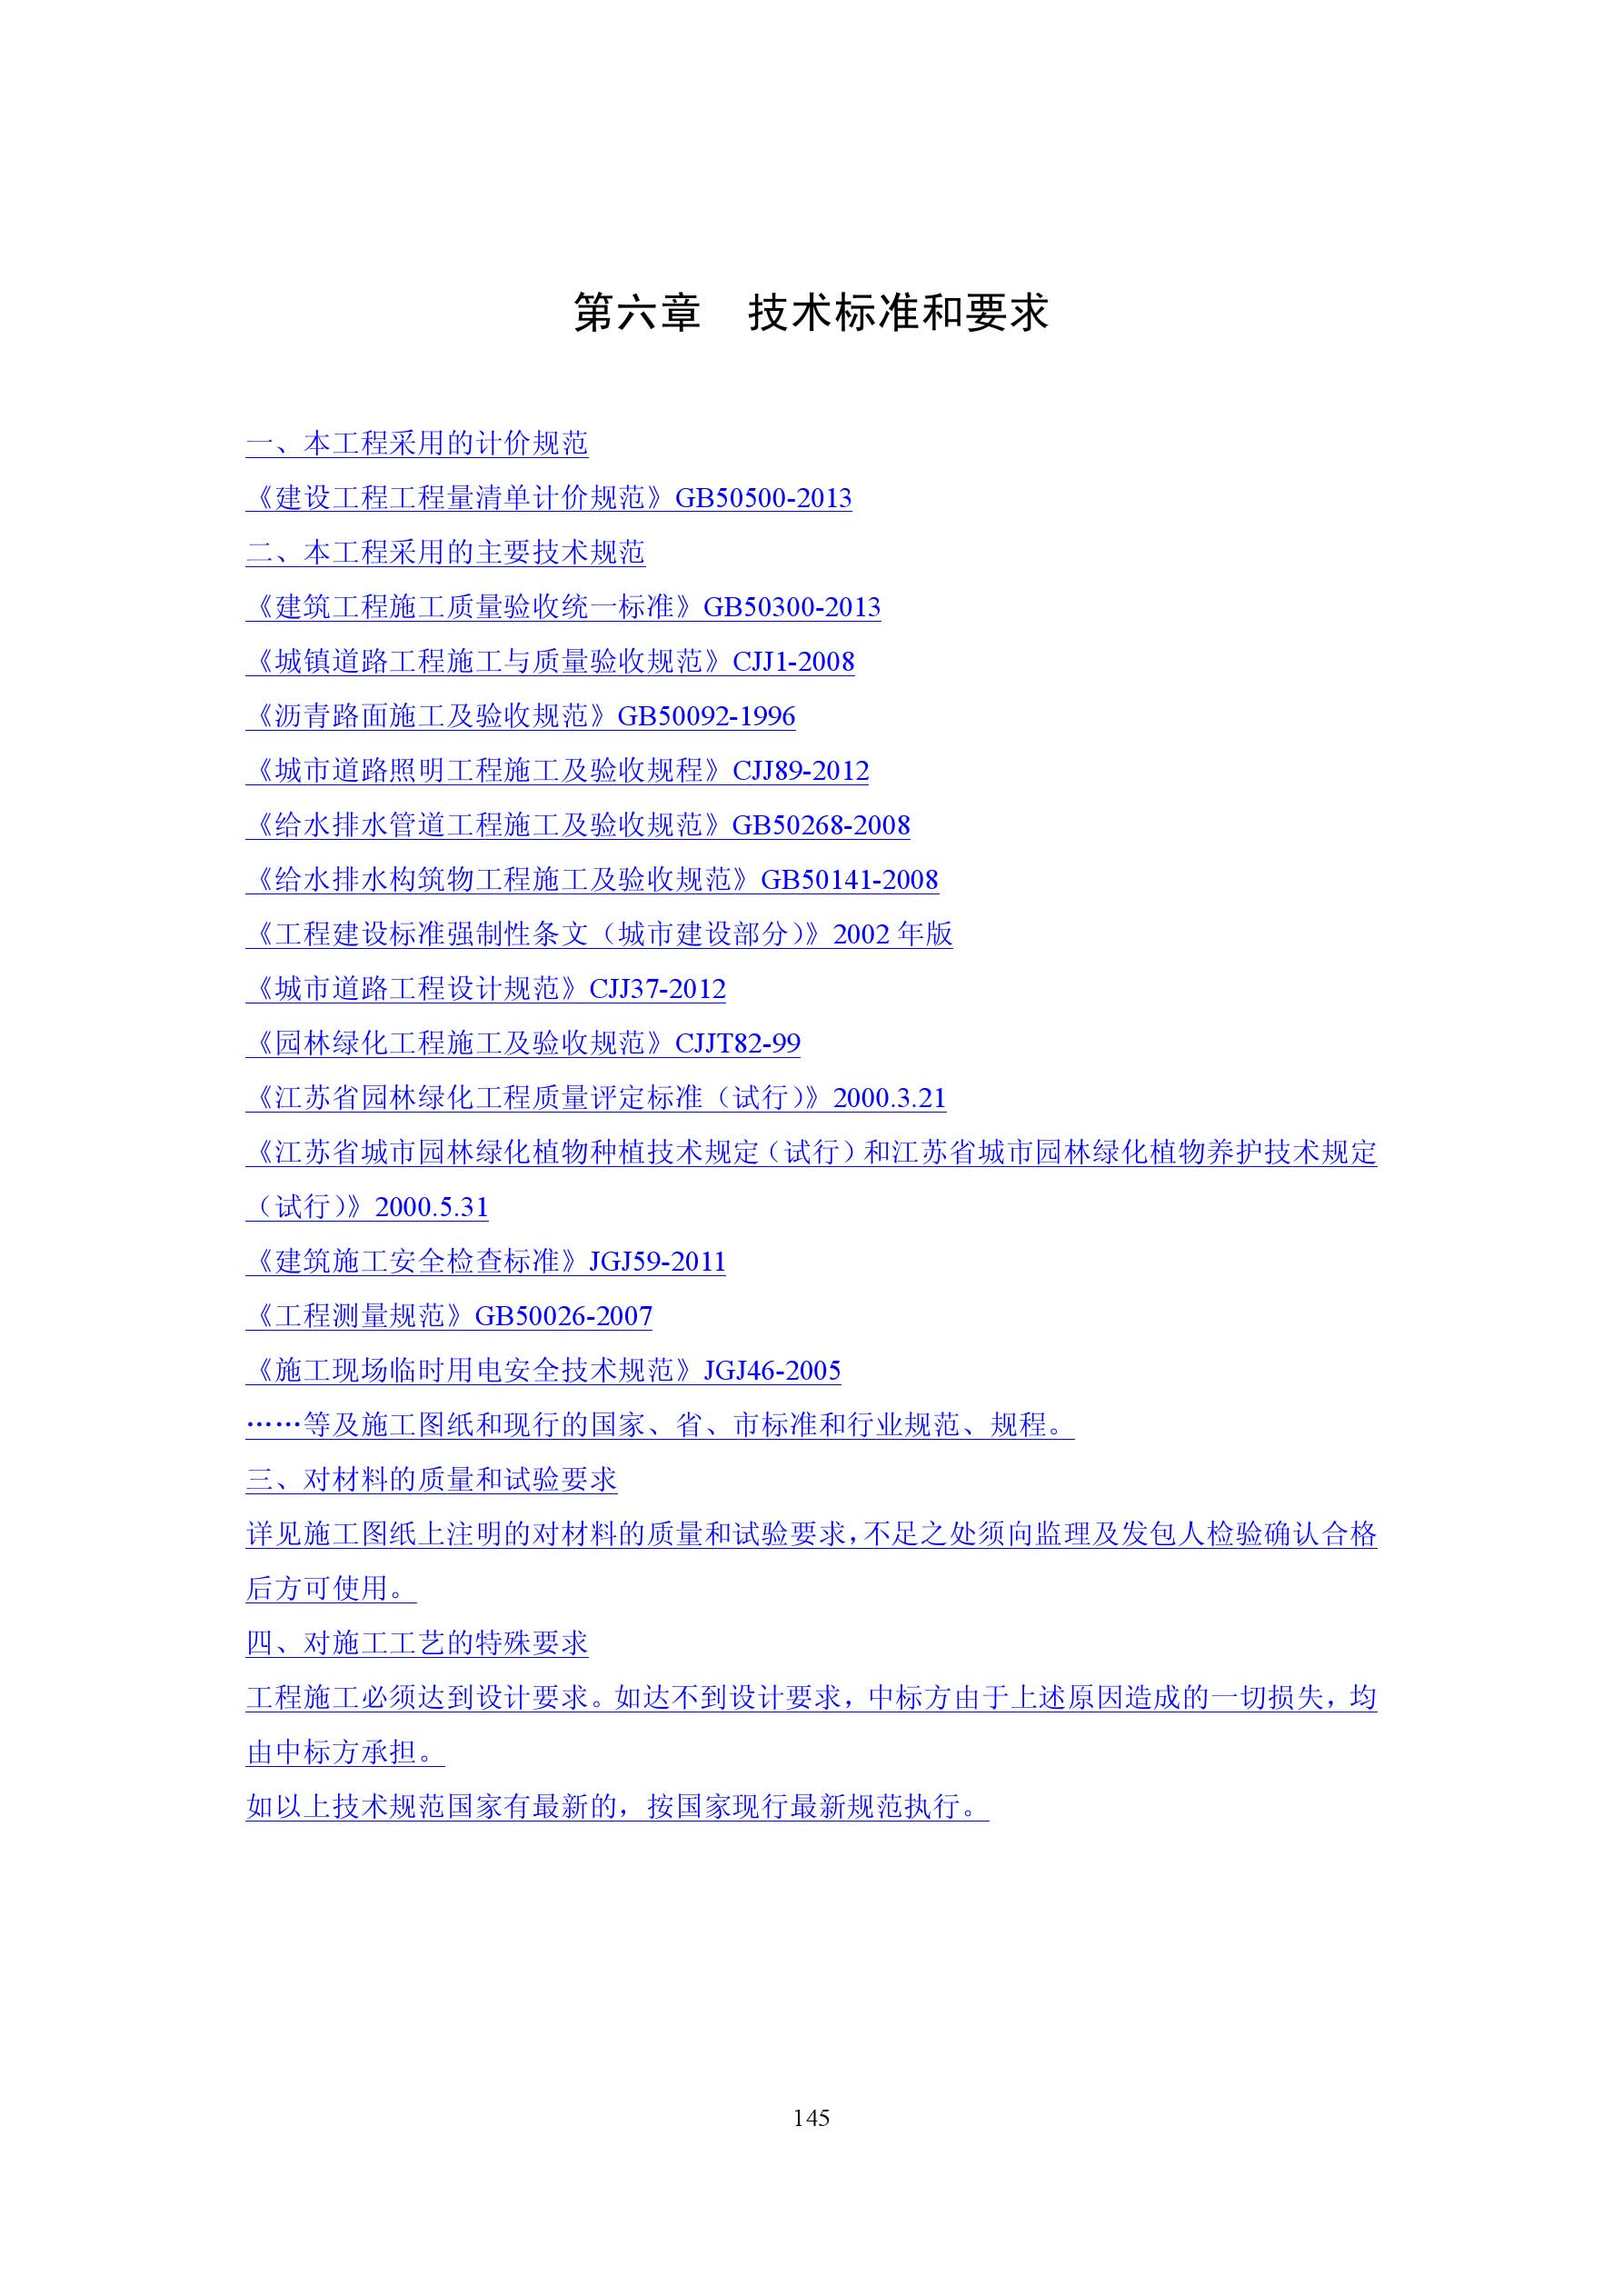 第六章　技术标准和要求
一、本工程采用的计价规范
《建设工程工程量清单计价规范》GB50500-2013
二、本工程采用的主要技术规范
《建筑工程施工质量验收统一标准》GB50300-2013
《城镇道路工程施工与质量验收规范》CJJ1-2008
《沥青路面施工及验收规范》GB50092-1996
《城市道路照明工程施工及验收规程》CJJ89-2012
《给水排水管道工程施工及验收规范》GB50268-2008
《给水排水构筑物工程施工及验收规范》GB50141-2008
《工程建设标准强制性条文（城市建设部分）》2002 年版
《城市道路工程设计规范》CJJ37-2012
《园林绿化工程施工及验收规范》CJJT82-99
《江苏省园林绿化工程质量评定标准（试行）》2000.3.21
《江苏省城市园林绿化植物种植技术规定（试行）和江苏省城市园林绿化植物养护技术规定
（试行）》2000.5.31
《建筑施工安全检查标准》JGJ59-2011
《工程测量规范》GB50026-2007
《施工现场临时用电安全技术规范》JGJ46-2005
……等及施工图纸和现行的国家、省、市标准和行业规范、规程。
三、对材料的质量和试验要求
详见施工图纸上注明的对材料的质量和试验要求，不足之处须向监理及发包人检验确认合格
后方可使用。
四、对施工工艺的特殊要求
工程施工必须达到设计要求。如达不到设计要求，中标方由于上述原因造成的一切损失，均
由中标方承担。
如以上技术规范国家有最新的，按国家现行最新规范执行。
145